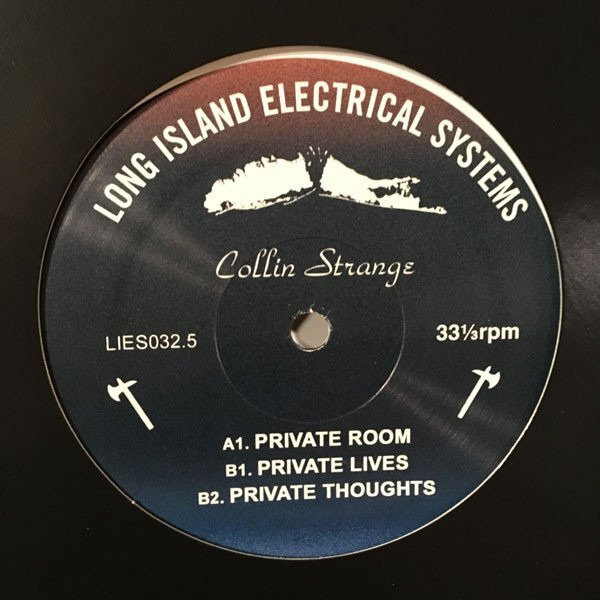 LONG ISLAND ELECTRICAL SYSTEMS
Collin Strange
LIES032.5
33⅓rpm
A1. PRIVATE ROOM
B1. PRIVATE LIVES
B2. PRIVATE THOUGHTS